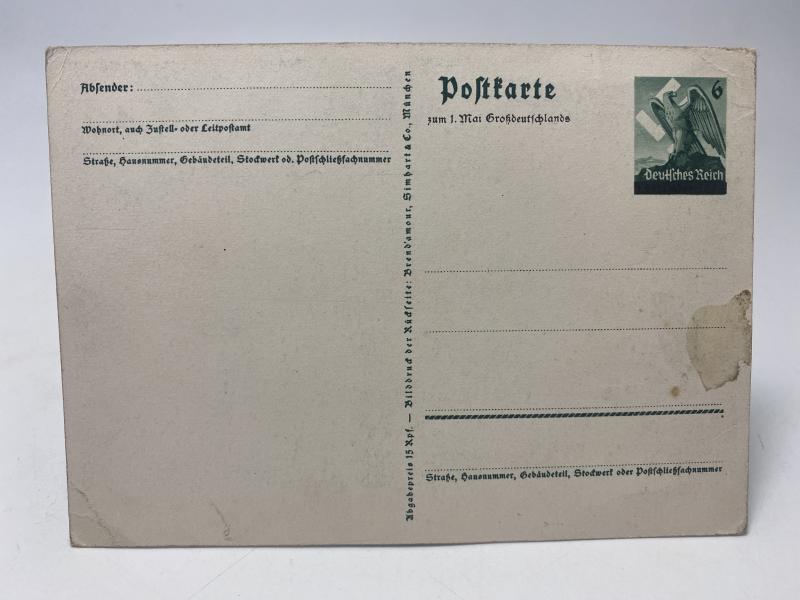 Absender:
Wohnort, auch Zustell- oder Leitpostamt
Straße, Hausnummer, Gebäudeteil, Stockwerk od. Postschließfachnummer
Abgabepreis 15 Rpf. — Bilddruck der Rückseite: Brend'amour, Simhart & Co., München
Postkarte
zum 1. Mai Großdeutschlands
6
Deutsches Reich
Straße, Hausnummer, Gebäudeteil, Stockwerk oder Postschließfachnummer